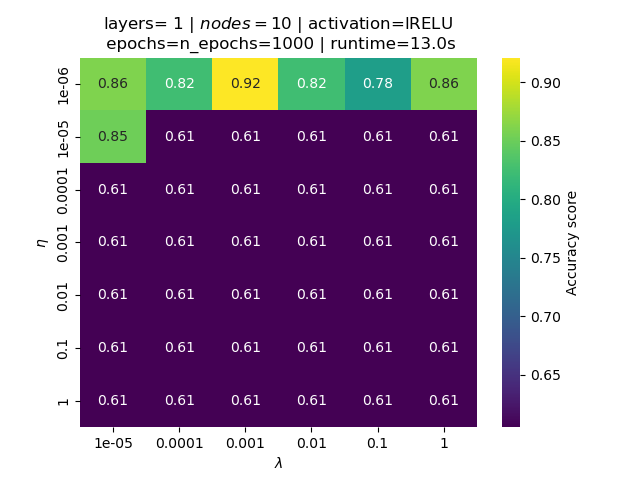 layers= 1 | nodes = 10 | activation=lRELU
epochs=n_epochs=1000 | runtime=13.0s
1e-06 0.86 0.82 0.92 0.82 0.78 0.86
1e-05 0.85 0.61 0.61 0.61 0.61 0.61
0.0001 0.61 0.61 0.61 0.61 0.61 0.61
0.001 0.61 0.61 0.61 0.61 0.61 0.61
0.01 0.61 0.61 0.61 0.61 0.61 0.61
0.1 0.61 0.61 0.61 0.61 0.61 0.61
1 0.61 0.61 0.61 0.61 0.61 0.61
η
1e-05 0.0001 0.001 0.01 0.1 1
λ
0.90
0.85
0.80
0.75
0.70
0.65
Accuracy score